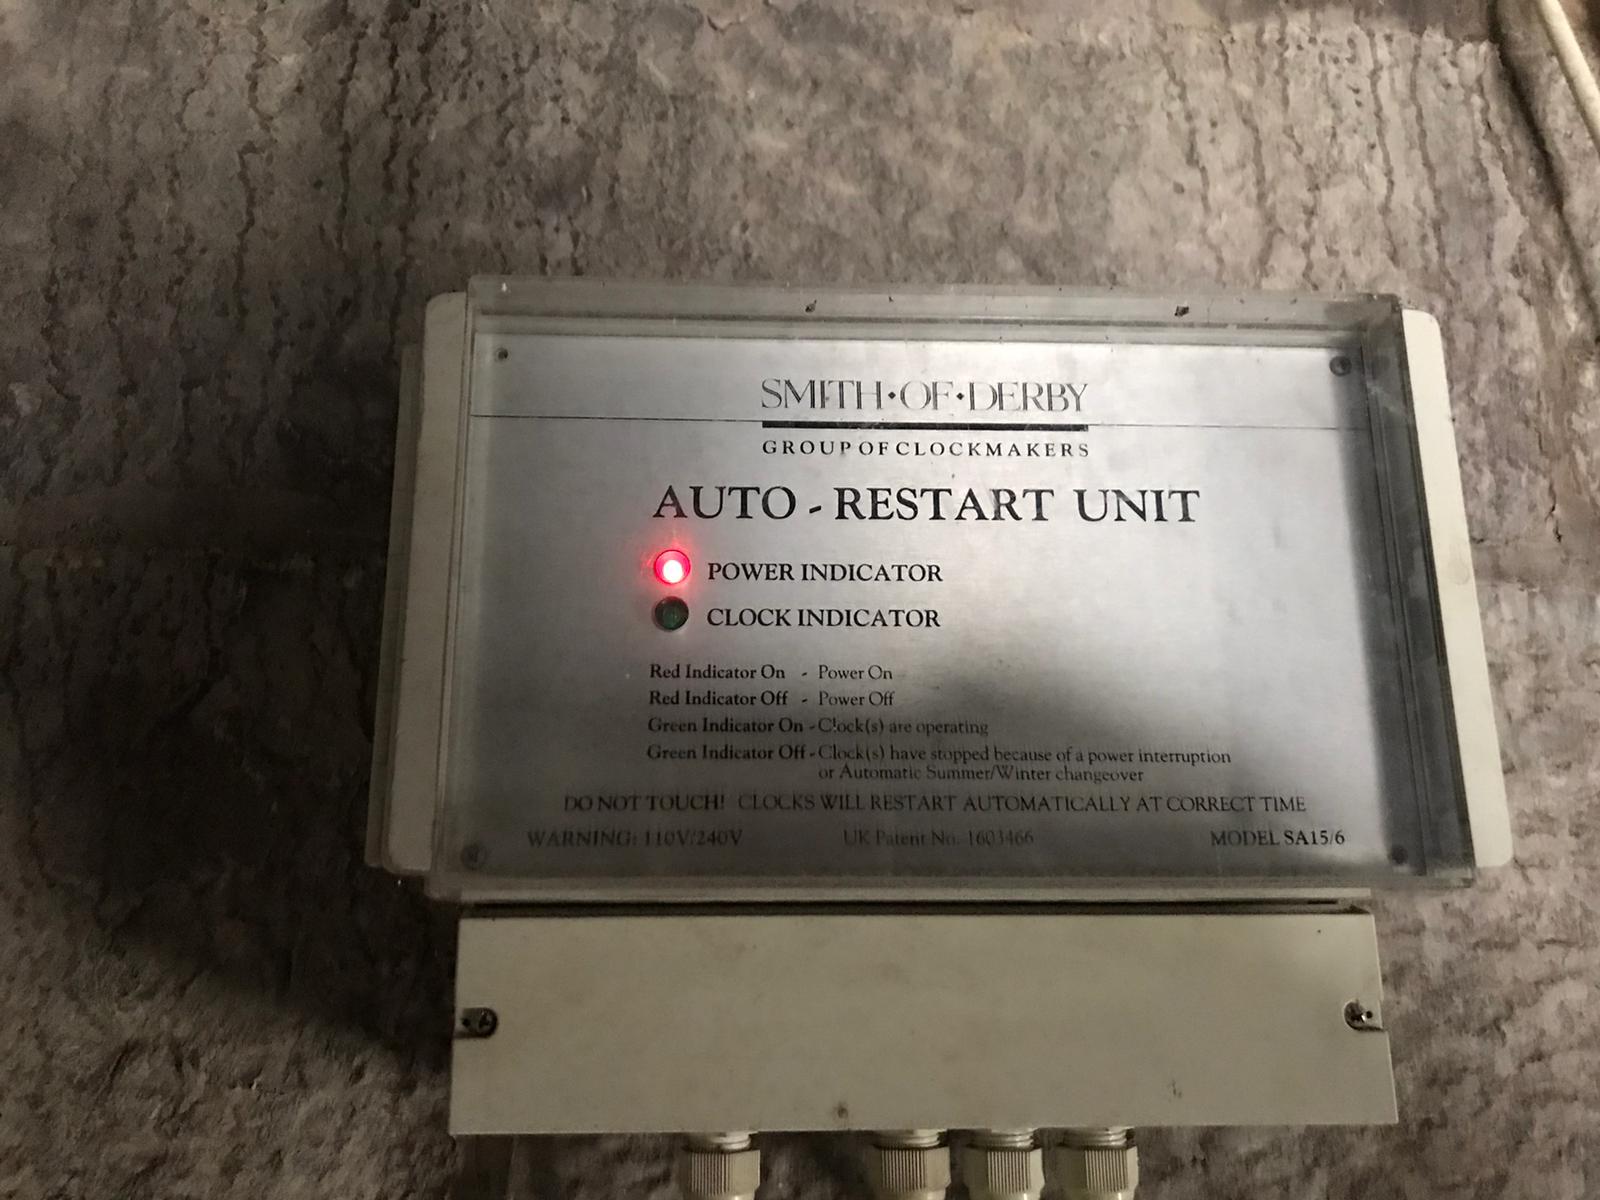 SMITH•OF•DERBY
GROUP OF CLOCKMAKERS
AUTO-RESTART UNIT
POWER INDICATOR
CLOCK INDICATOR
Red Indicator On - Power On
Red Indicator Off - Power Off
Green Indicator On - Clock(s) are operating
Green Indicator Off - Clock(s) have stopped because of a power interruption
or Automatic Summer/Winter changeover
DO NOT TOUCH! CLOCKS WILL RESTART AUTOMATICALLY AT CORRECT TIME
WARNING: 110V/240V UK Patent No. 1603466 MODEL SA15/6